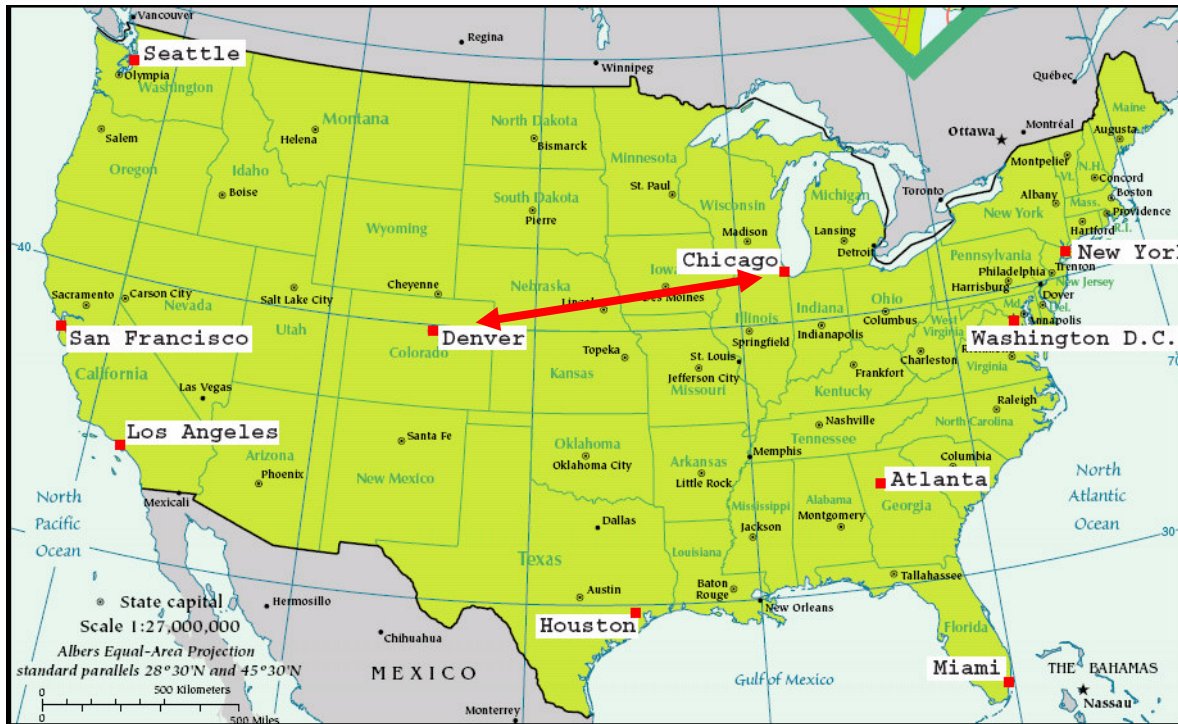 Vancouver
Seattle
Olympia
Washington
Regina
Winnipeg
Québec
Ottawa
Montréal
Maine
Augusta
Montana
Helena
North Dakota
Bismarck
Salem
Oregon
Idaho
Boise
Minnesota
St. Paul
South Dakota
Pierre
Wisconsin
Madison
Michigan
Lansing
Detroit
Toronto
Montpelier
Vt.
N.H.
Concord
Albany
Boston
Mass.
Providence
New York
Hartford
R.I.
Wyoming
Cheyenne
40
Chicago
Iowa
Des Moines
Nebraska
Lincoln
Pennsylvania
New York
Trenton
Philadelphia
Harrisburg
New Jersey
Dover
Md.
Del.
Annapolis
Sacramento
Carson City
Nevada
Salt Lake City
Utah
San Francisco
Denver
Colorado
Illinois
Springfield
Indiana
Indianapolis
Ohio
Columbus
West
Virginia
Charleston
Washington D.C.
Virginia
70
California
Las Vegas
Topeka
Kansas
St. Louis
Jefferson City
Missouri
Frankfort
Kentucky
Raleigh
North Carolina
Nashville
Tennessee
Los Angeles
Arizona
Phoenix
Santa Fe
New Mexico
Oklahoma
Oklahoma City
Arkansas
Little Rock
Memphis
Columbia
Atlanta
Georgia
North
Pacific
Ocean
Mexicali
North
Atlantic
Ocean
Mississippi
Jackson
Alabama
Montgomery
Dallas
Texas
Louisiana
Baton
Rouge
Tallahassee
30°
Austin
New Orleans
Houston
Florida
Miami
Hermosillo
Chihuahua
MEXICO
Monterrey
Gulf of Mexico
THE BAHAMAS
Nassau
State capital
Scale 1:27,000,000
Albers Equal-Area Projection
standard parallels 28°30'N and 45°30'N
0 500 Kilometers
0 500 Miles